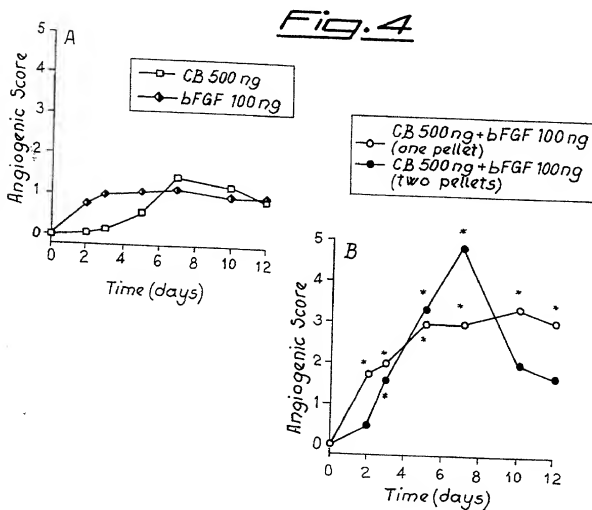 Fig. 4
A
5
4
3
2
1
0
Angiogenic Score
CB 500 ng
bFGF 100 ng
0 2 4 6 8 10 12
Time (days)
CB 500 ng + bFGF 100 ng
(one pellet)
CB 500 ng + bFGF 100 ng
(two pellets)
B
5
4
3
2
1
0
Angiogenic Score
* * * * * * * * *
0 2 4 6 8 10 12
Time (days)